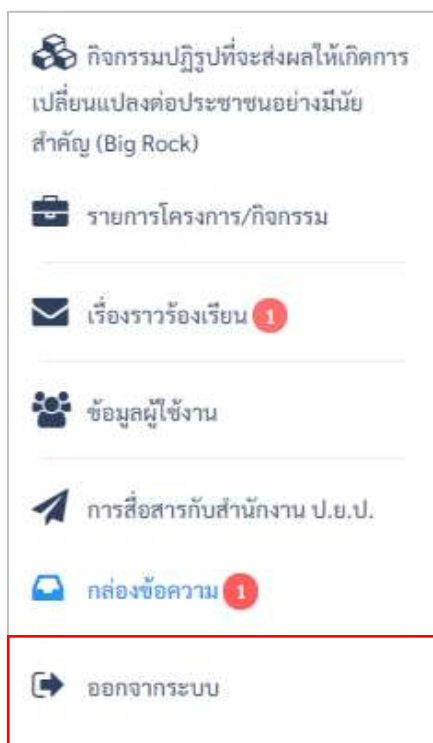 กิจกรรมปฏิรูปที่จะส่งผลให้เกิดการ
เปลี่ยนแปลงต่อประชาชนอย่างมีนัย
สำคัญ (Big Rock)
รายการโครงการ/กิจกรรม
เรื่องราวร้องเรียน 1
ข้อมูลผู้ใช้งาน
การสื่อสารกับสำนักงาน ป.ย.ป.
กล่องข้อความ 1
ออกจากระบบ